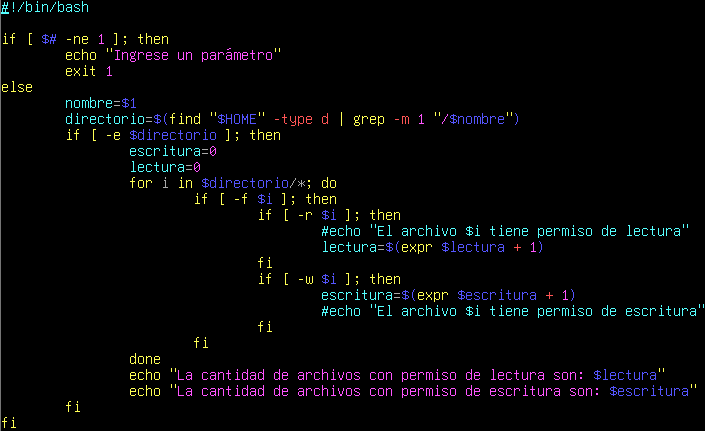 #!/bin/bash

if [ $# -ne 1 ]; then
        echo "Ingrese un parámetro"
        exit 1
else
        nombre=$1
        directorio=$(find "$HOME" -type d | grep -m 1 "/$nombre")
        if [ -e $directorio ]; then
                escritura=0
                lectura=0
                for i in $directorio/*; do
                        if [ -f $i ]; then
                                if [ -r $i ]; then
                                        #echo "El archivo $i tiene permiso de lectura"
                                        lectura=$(expr $lectura + 1)
                                fi
                                if [ -w $i ]; then
                                        escritura=$(expr $escritura + 1)
                                        #echo "El archivo $i tiene permiso de escritura"
                                fi
                        fi
                done
                echo "La cantidad de archivos con permiso de lectura son: $lectura"
                echo "La cantidad de archivos con permiso de escritura son: $escritura"
        fi
fi